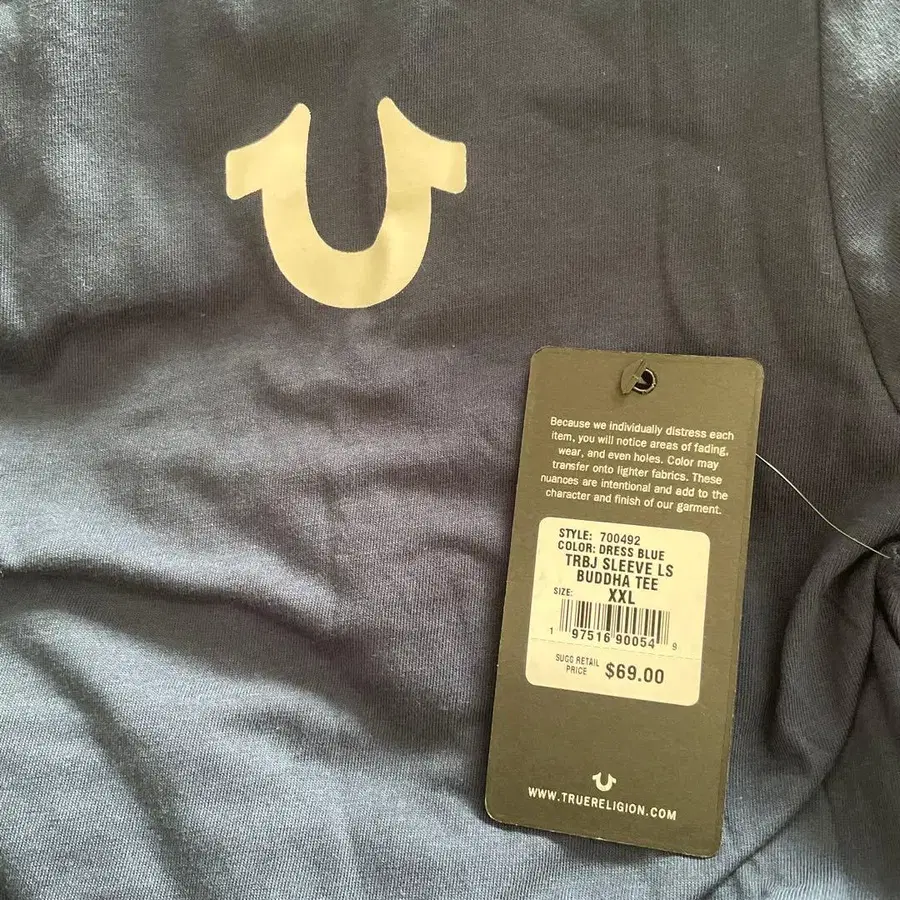 Because we individually distress each
item, you will notice areas of fading,
wear, and even holes. Color may
transfer onto lighter fabrics. These
nuances are intentional and add to the
character and finish of our garment.
STYLE: 700492
COLOR: DRESS BLUE
TRBJ SLEEVE LS
BUDDHA TEE
SIZE: XXL
1 97516 90054 9
SUGG RETAIL
PRICE $69.00
WWW.TRUERELIGION.COM